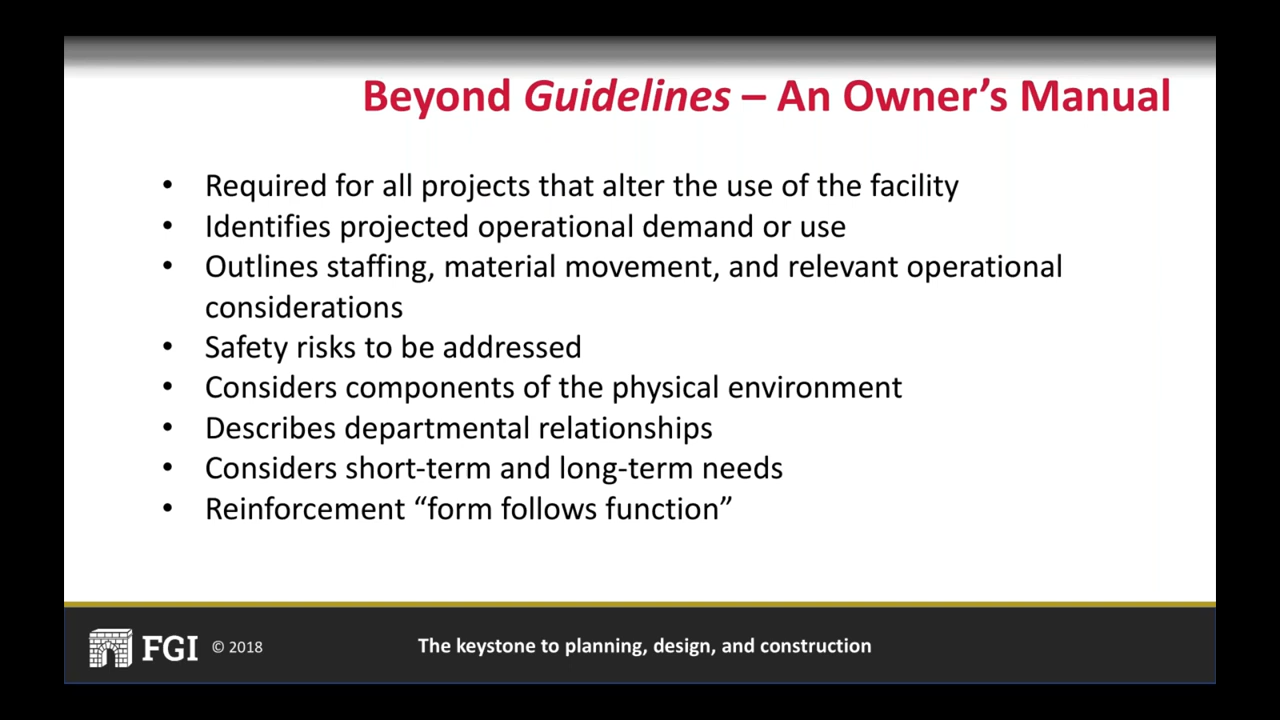 Beyond Guidelines – An Owner’s Manual
• Required for all projects that alter the use of the facility
• Identifies projected operational demand or use
• Outlines staffing, material movement, and relevant operational
considerations
• Safety risks to be addressed
• Considers components of the physical environment
• Describes departmental relationships
• Considers short-term and long-term needs
• Reinforcement “form follows function”
FGI © 2018
The keystone to planning, design, and construction